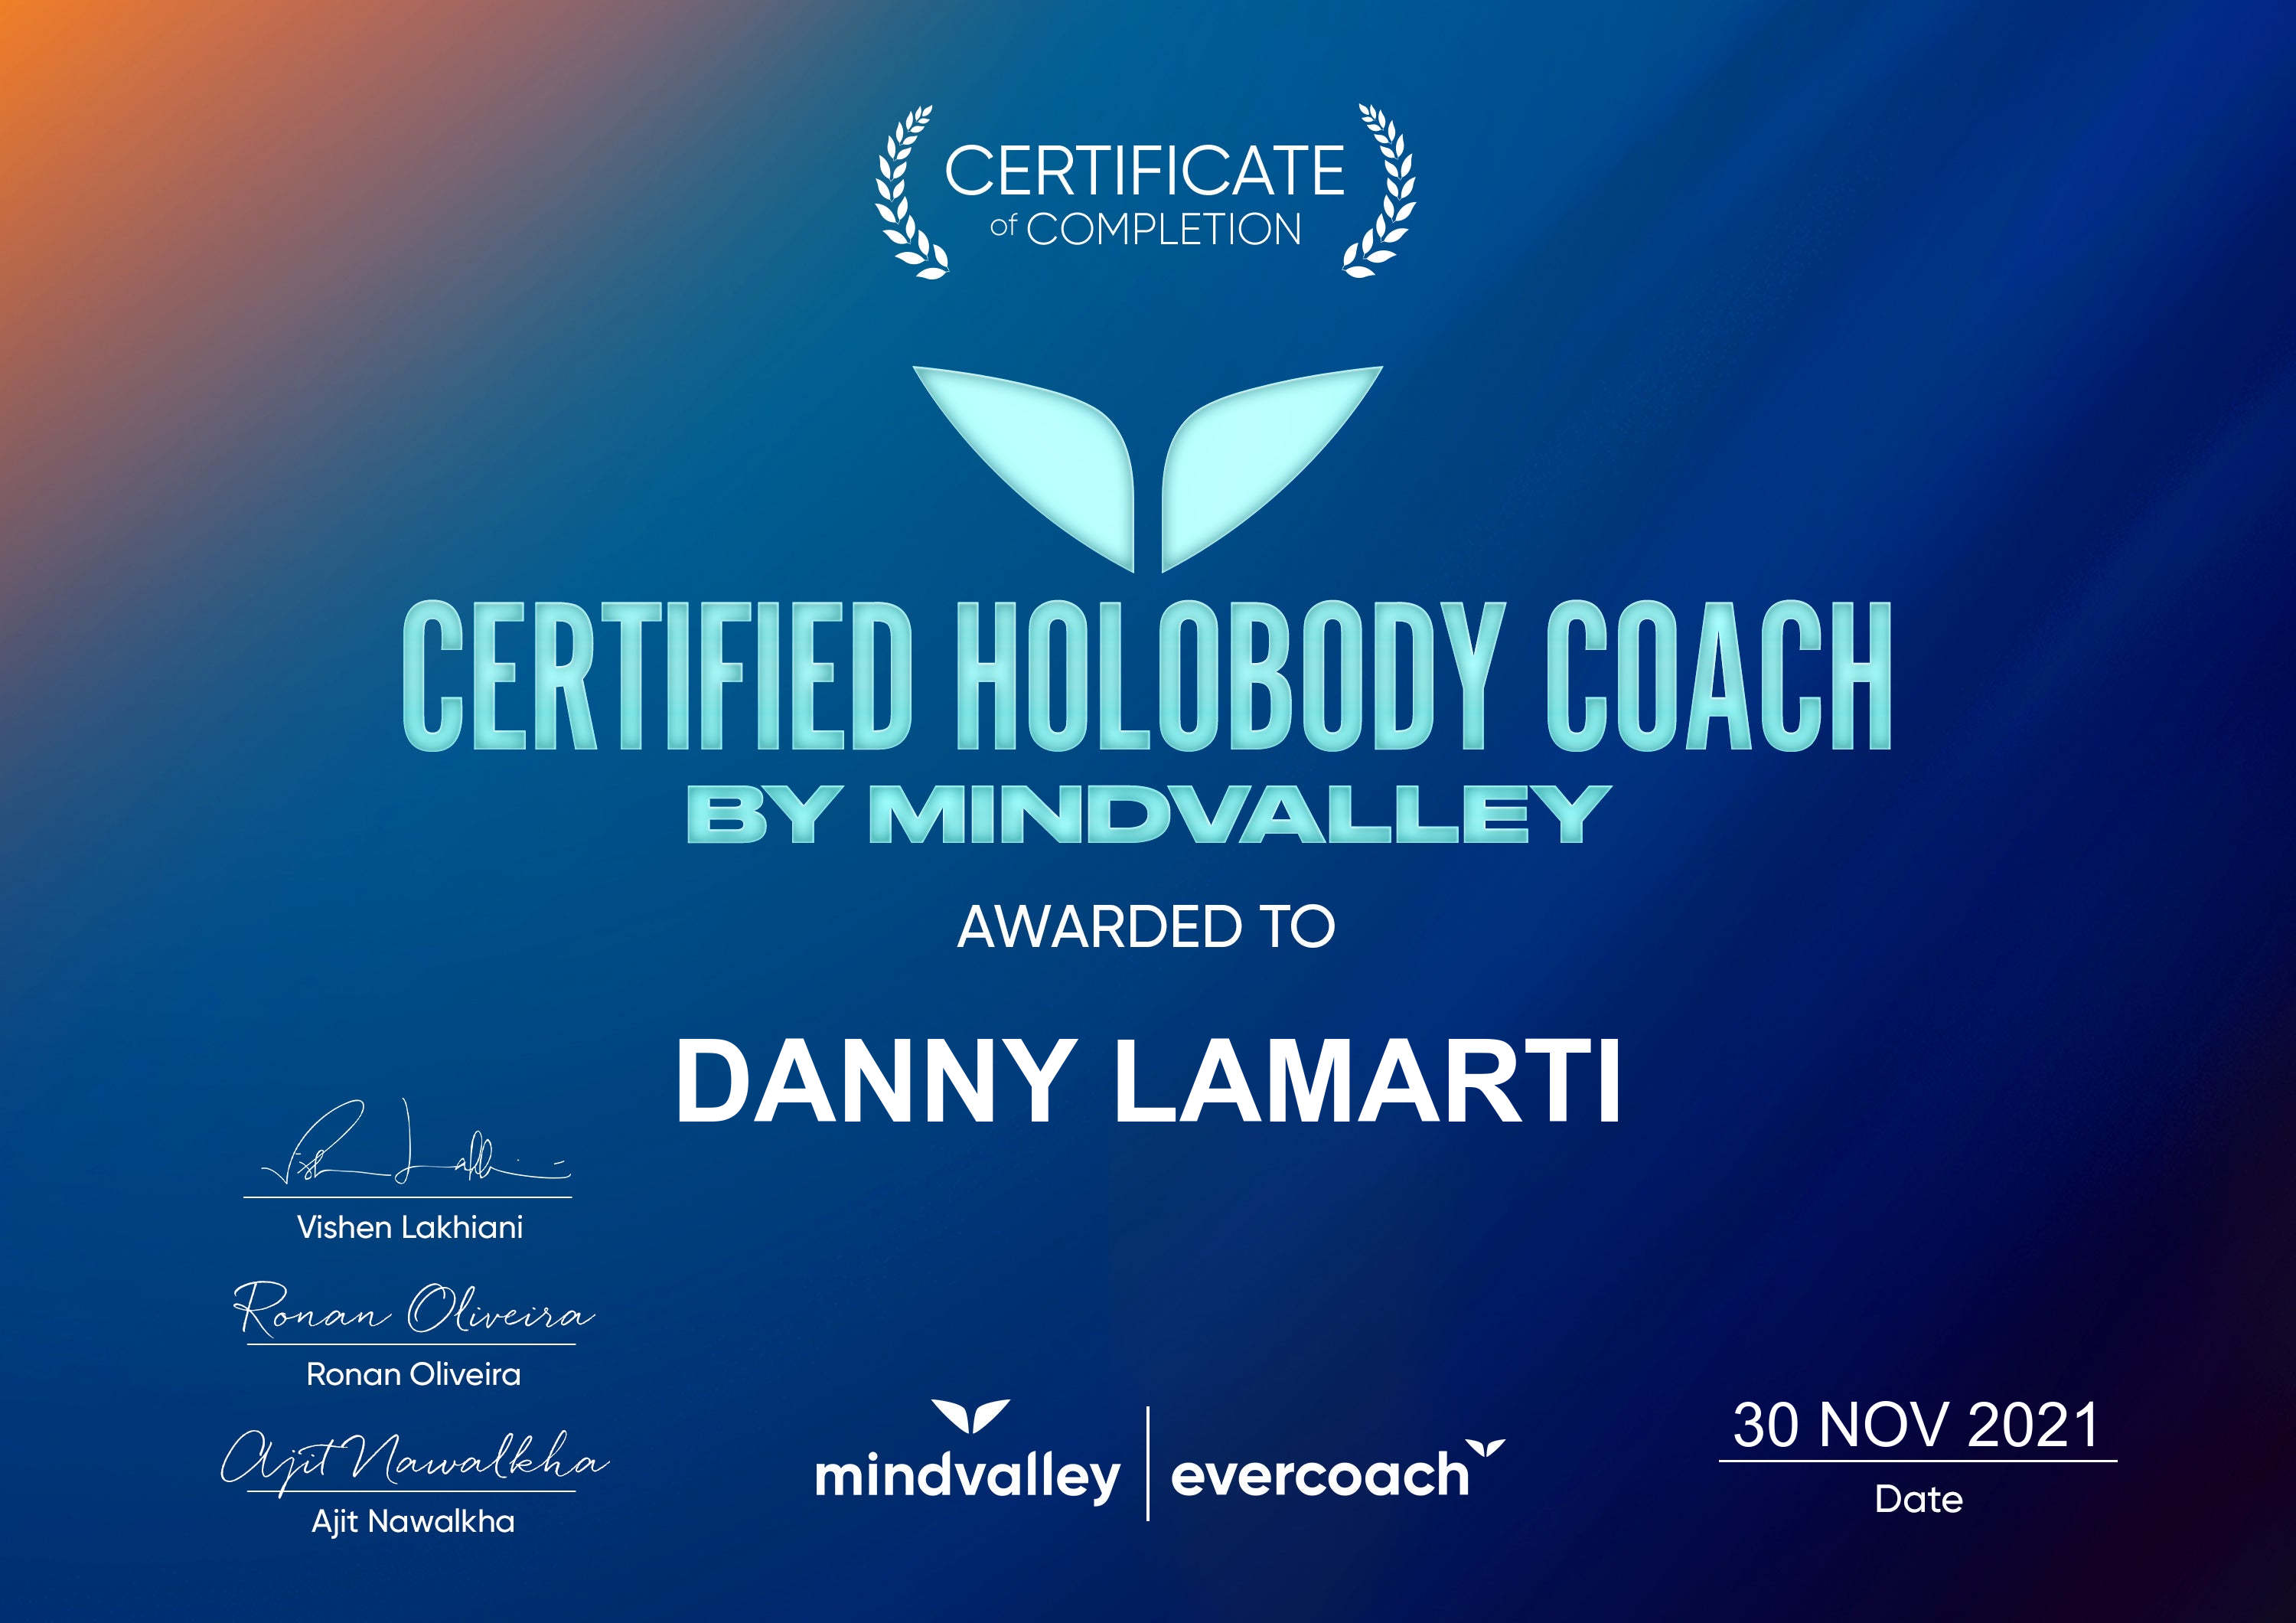 CERTIFICATE
of COMPLETION
CERTIFIED HOLOBODY COACH
BY MINDVALLEY
AWARDED TO
DANNY LAMARTI
Vishen Lakhiani
Ronan Oliveira
Ronan Oliveira
Ajit Nawalkha
Ajit Nawalkha
mindvalley | evercoach
30 NOV 2021
Date